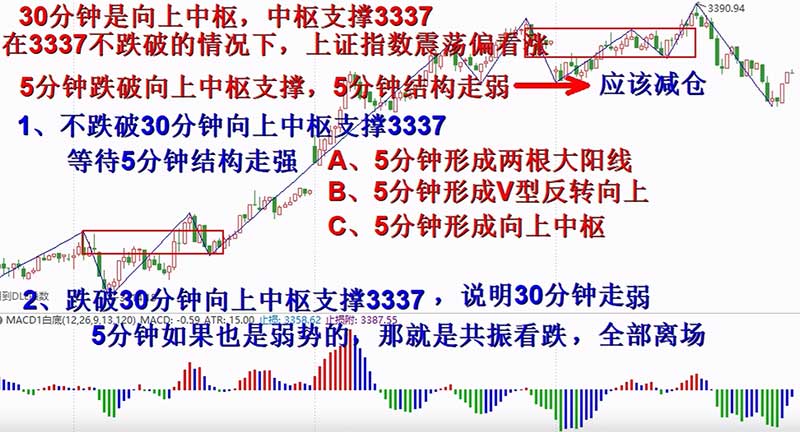 30分钟是向上中枢，中枢支撑3337
3390.94
在3337不跌破的情况下，上证指数震荡偏看涨
5分钟跌破向上中枢支撑，5分钟结构走弱 应该减仓
1、不跌破30分钟向上中枢支撑3337
等待5分钟结构走强 A、5分钟形成两根大阳线
B、5分钟形成V型反转向上
C、5分钟形成向上中枢
2、跌破30分钟向上中枢支撑3337，说明30分钟走弱
MACD1白底(12,26,9,13,120) MACD: -0.59 ATR: 15.00 止损: 3358.62 止损附: 3387.55
5分钟如果也是弱势的，那就是共振看跌，全部离场